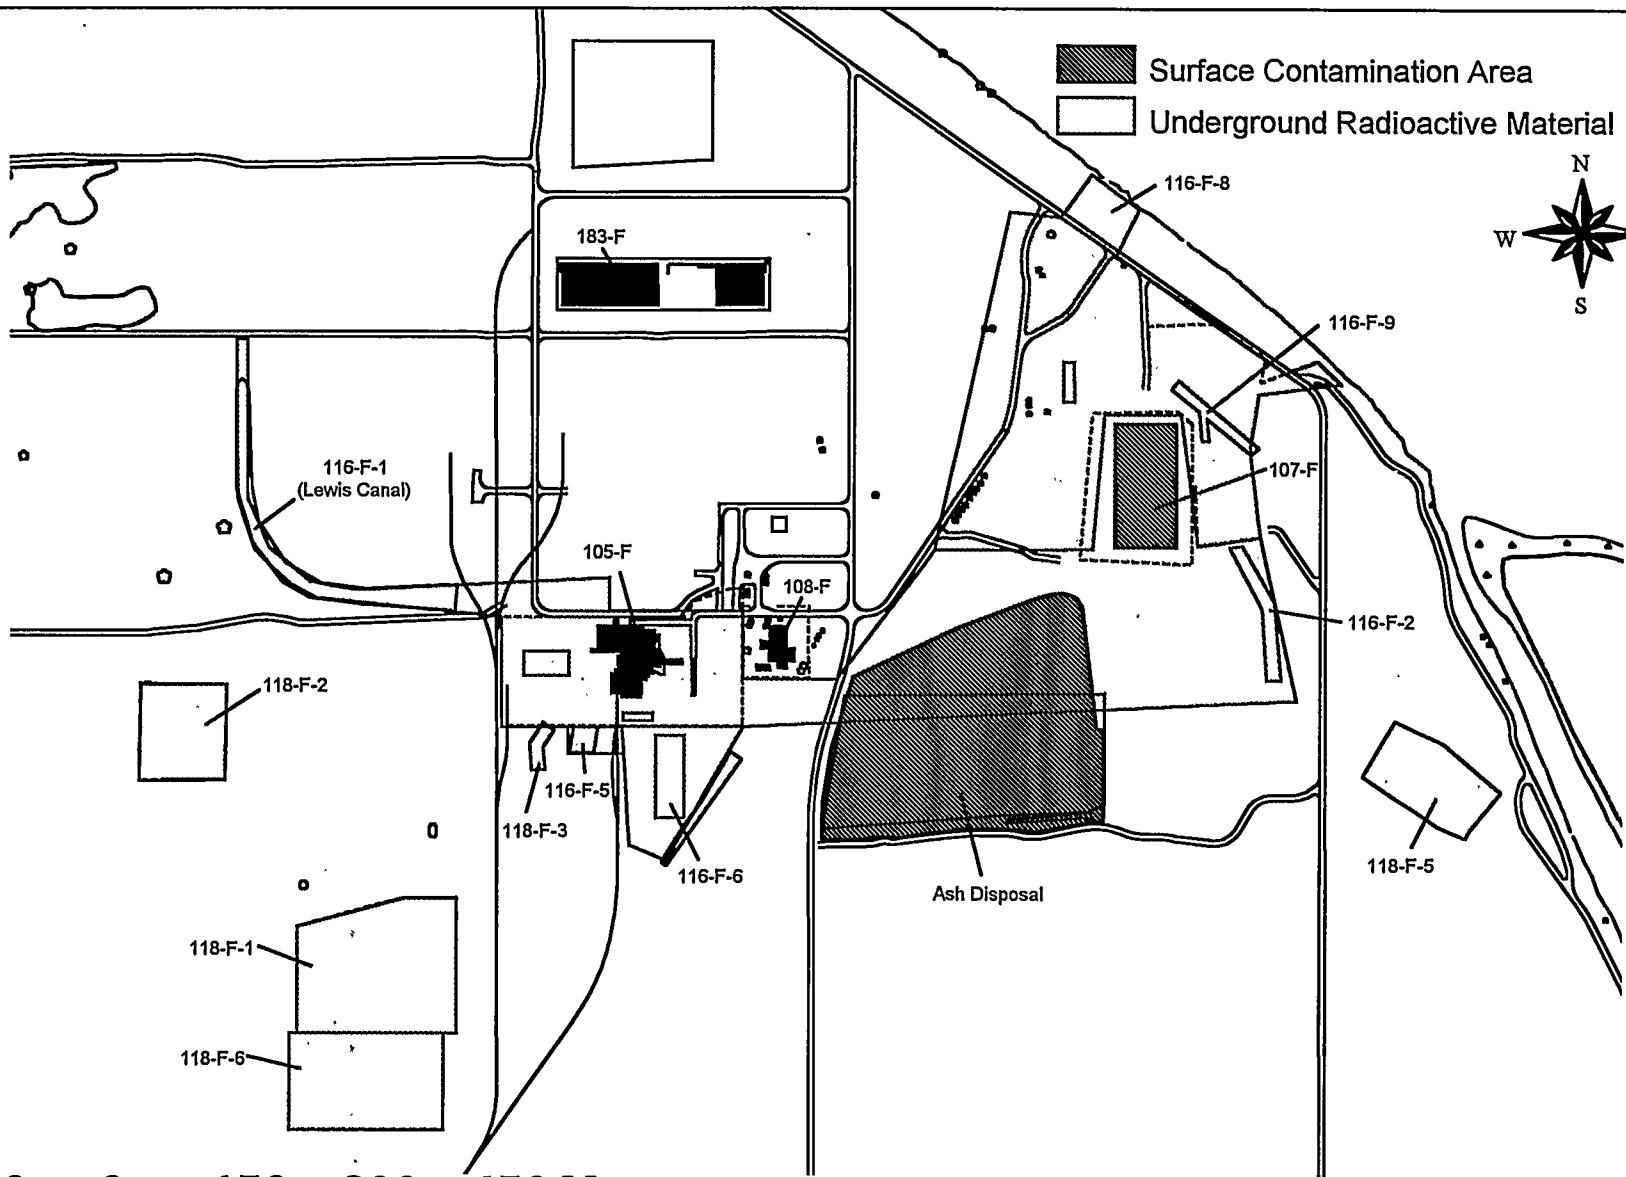 Surface Contamination Area
Underground Radioactive Material
N
W
S
116-F-8
183-F
116-F-9
107-F
116-F-1
(Lewis Canal)
105-F
108-F
116-F-2
118-F-2
116-F-5
118-F-3
116-F-6
118-F-5
Ash Disposal
118-F-1
118-F-6